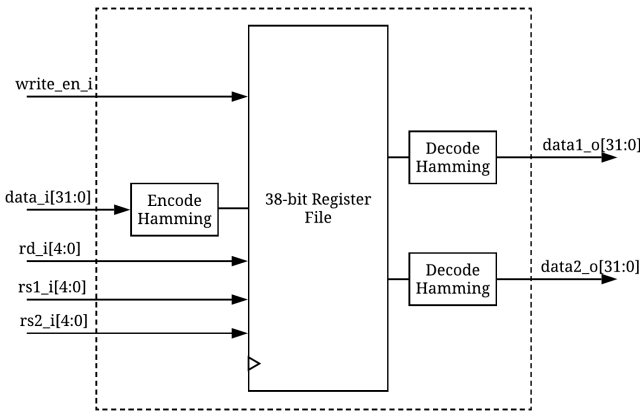 write_en_i
data_i[31:0]
Encode
Hamming
rd_i[4:0]
rs1_i[4:0]
rs2_i[4:0]
38-bit Register
File
Decode
Hamming
data1_o[31:0]
Decode
Hamming
data2_o[31:0]